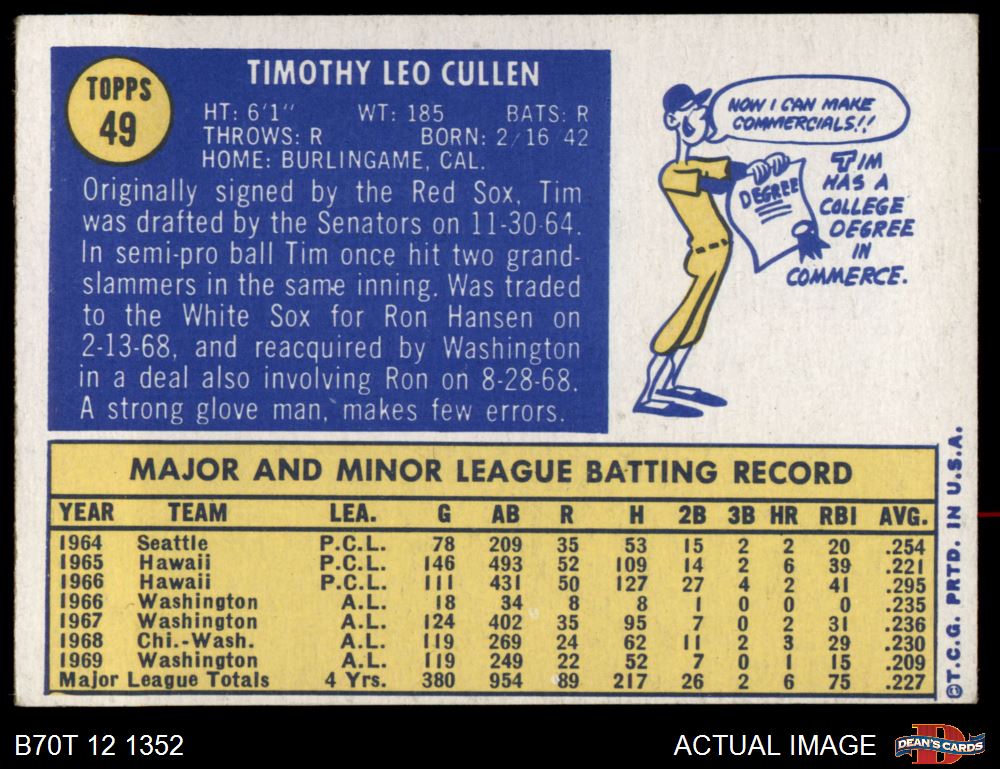 TOPPS
49
TIMOTHY LEO CULLEN
HT: 6'1" WT: 185 BATS: R
THROWS: R BORN: 2/16 42
HOME: BURLINGAME, CAL.
Originally signed by the Red Sox, Tim
was drafted by the Senators on 11-30-64.
In semi-pro ball Tim once hit two grand-
slammers in the same inning. Was traded
to the White Sox for Ron Hansen on
2-13-68, and reacquired by Washington
in a deal also involving Ron on 8-28-68.
A strong glove man, makes few errors.
NOW I CAN MAKE
COMMERCIALS!!
DEGREE
TIM
HAS A
COLLEGE
DEGREE
IN
COMMERCE.
MAJOR AND MINOR LEAGUE BATTING RECORD
YEAR TEAM LEA. G AB R H 2B 3B HR RBI AVG.
1964 Seattle P.C.L. 78 209 35 53 15 2 2 20 .254
1965 Hawaii P.C.L. 146 493 52 109 14 2 6 39 .221
1966 Hawaii P.C.L. 111 431 50 127 27 4 2 41 .295
1966 Washington A.L. 18 34 8 8 1 0 0 0 .235
1967 Washington A.L. 124 402 35 95 7 0 2 31 .236
1968 Chi.-Wash. A.L. 119 269 24 62 11 2 3 29 .230
1969 Washington A.L. 119 249 22 52 7 0 1 15 .209
Major League Totals 4 Yrs. 380 954 89 217 26 2 6 75 .227
©T.C.G. PRTD. IN U.S.A.
B70T 12 1352
ACTUAL IMAGE
D
DEAN'S CARDS